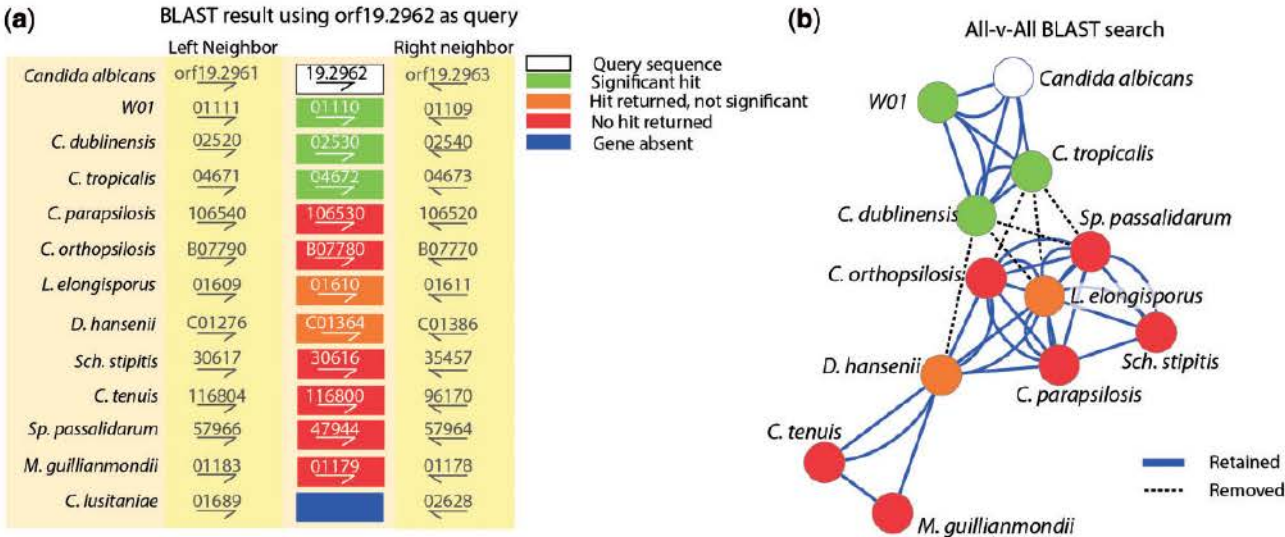 (a)
BLAST result using orf19.2962 as query
Left Neighbor
Right neighbor
Candida albicans orf19.2961 19.2962 orf19.2963
W01 01111 01110 01109
C. dublinensis 02520 02530 02540
C. tropicalis 04671 04672 04673
C. parapsilosis 106540 106530 106520
C. orthopsilosis B07790 B07780 B07770
L. elongisporus 01609 01610 01611
D. hansenii C01276 C01364 C01386
Sch. stipitis 30617 30616 35457
C. tenuis 116804 116800 96170
Sp. passalidarum 57966 47944 57964
M. guillianmondii 01183 01179 01178
C. lusitaniae 01689 02628
Query sequence
Significant hit
Hit returned, not significant
No hit returned
Gene absent
(b)
All-v-All BLAST search
Candida albicans
W01
C. tropicalis
C. dublinensis
Sp. passalidarum
C. orthopsilosis
L. elongisporus
Sch. stipitis
D. hansenii
C. parapsilosis
C. tenuis
M. guillianmondii
Retained
Removed